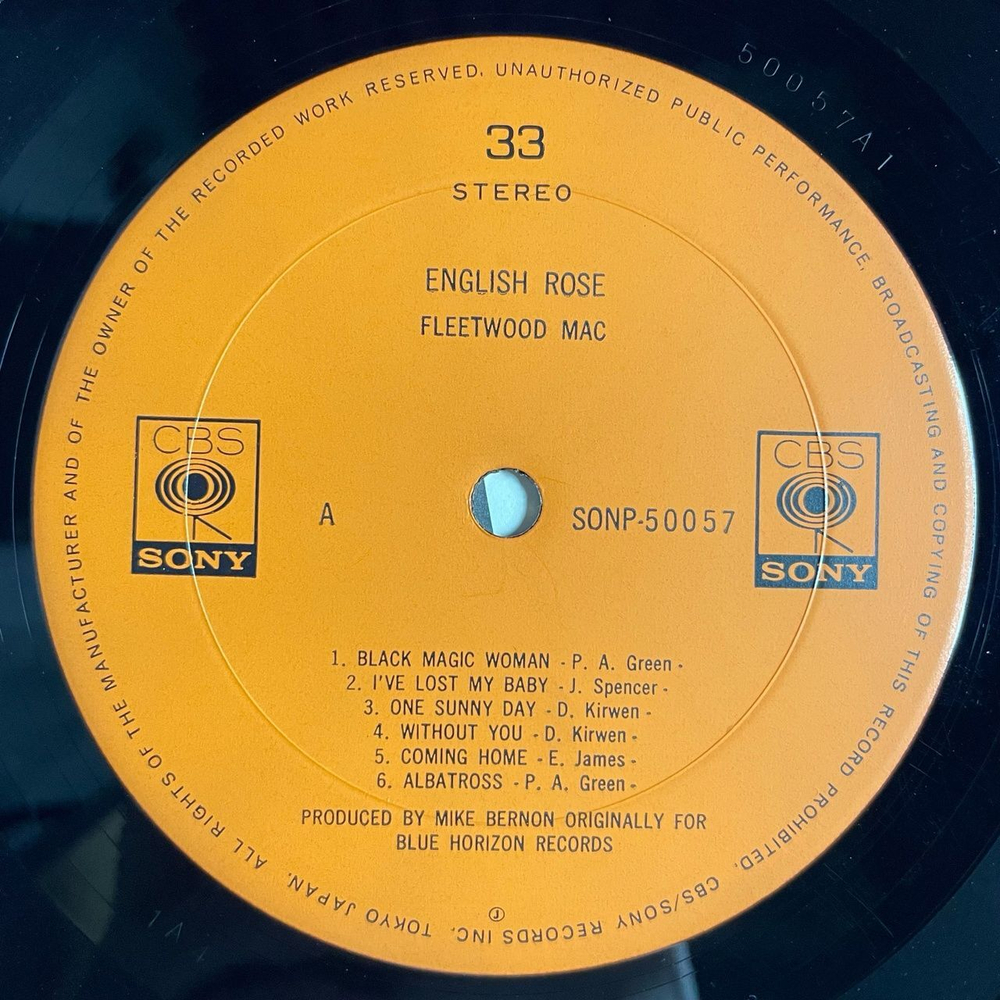 50057A1
ALL RIGHTS OF THE MANUFACTURER AND OF THE OWNER OF THE RECORDED WORK RESERVED. UNAUTHORIZED PUBLIC PERFORMANCE, BROADCASTING AND COPYING OF THIS RECORD PROHIBITED. CBS/SONY RECORDS INC. TOKYO JAPAN.
33
STEREO
ENGLISH ROSE
FLEETWOOD MAC
CBS
SONY
A
SONP-50057
CBS
SONY
1. BLACK MAGIC WOMAN - P. A. Green -
2. I'VE LOST MY BABY - J. Spencer -
3. ONE SUNNY DAY - D. Kirwen -
4. WITHOUT YOU - D. Kirwen -
5. COMING HOME - E. James -
6. ALBATROSS - P. A. Green -
PRODUCED BY MIKE BERNON ORIGINALLY FOR
BLUE HORIZON RECORDS
Ⓙ